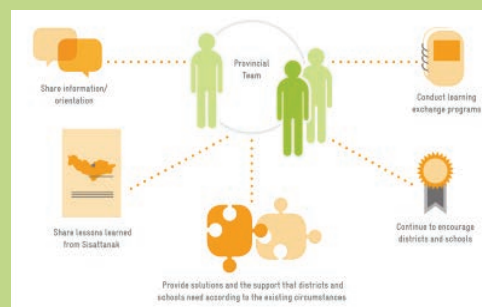 Provincial
Team
Share information/
orientation
Conduct learning
exchange programs
Share lessons learned
from Sisattanak
Continue to encourage
districts and schools
Provide solutions and the support that districts and
schools need according to the existing circumstances